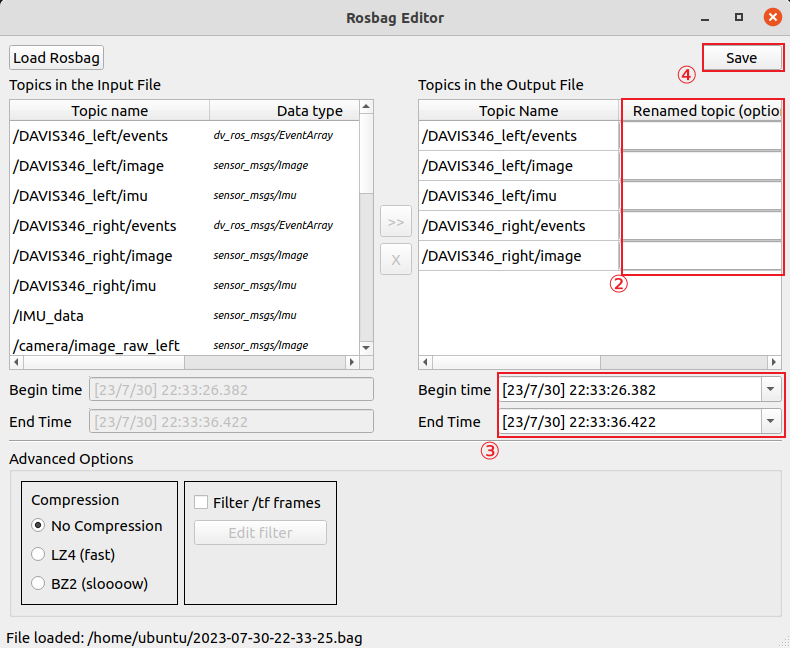 Rosbag Editor
Load Rosbag
④ Save
Topics in the Input File
Topic name Data type
/DAVIS346_left/events dv_ros_msgs/EventArray
/DAVIS346_left/image sensor_msgs/Image
/DAVIS346_left/imu sensor_msgs/Imu
/DAVIS346_right/events dv_ros_msgs/EventArray
/DAVIS346_right/image sensor_msgs/Image
/DAVIS346_right/imu sensor_msgs/Imu
/IMU_data sensor_msgs/Imu
/camera/image_raw_left sensor_msgs/Image
Begin time [23/7/30] 22:33:26.382
End Time [23/7/30] 22:33:36.422
>>
X
Topics in the Output File
Topic Name Renamed topic (optio
/DAVIS346_left/events
/DAVIS346_left/image
/DAVIS346_left/imu
/DAVIS346_right/events
/DAVIS346_right/image
②
Begin time [23/7/30] 22:33:26.382
End Time [23/7/30] 22:33:36.422
③
Advanced Options
Compression
No Compression
LZ4 (fast)
BZ2 (sloooow)
Filter /tf frames
Edit filter
File loaded: /home/ubuntu/2023-07-30-22-33-25.bag